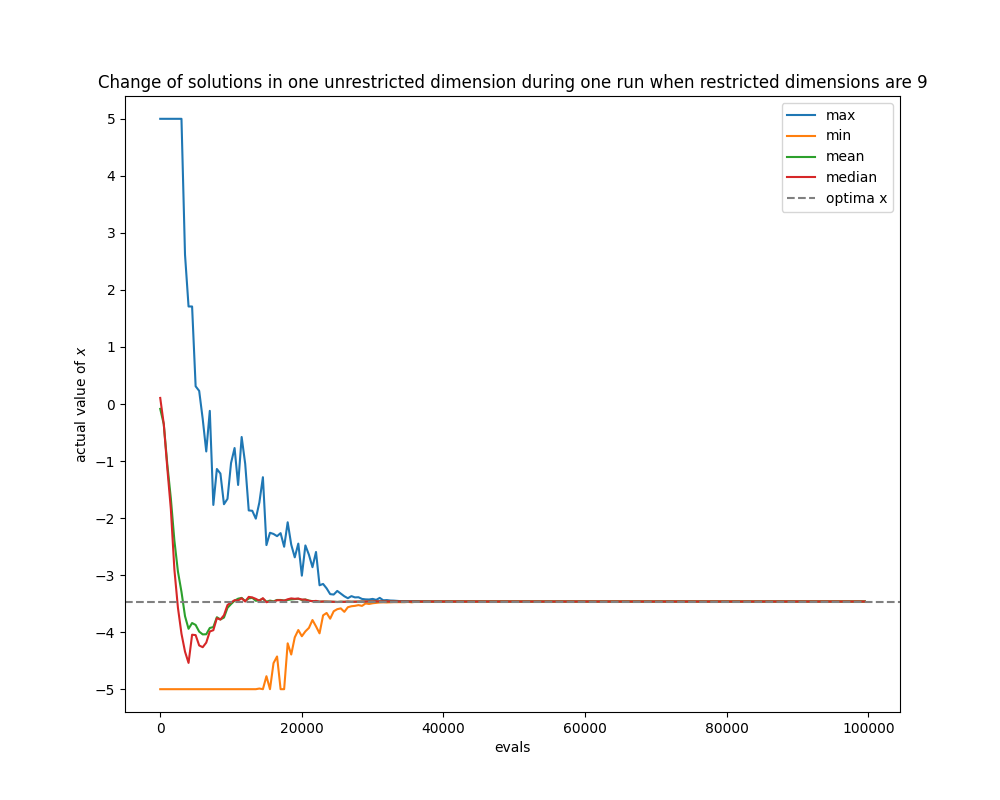 Change of solutions in one unrestricted dimension during one run when restricted dimensions are 9
max
min
mean
median
optima x
actual value of x
5
4
3
2
1
0
−1
−2
−3
−4
−5
0 20000 40000 60000 80000 100000
evals